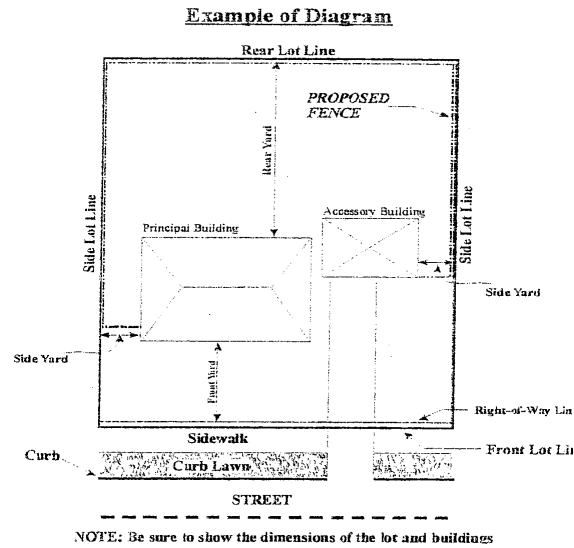 Example of Diagram
Rear Lot Line
PROPOSED
FENCE
Rear Yard
Side Lot Line
Side Lot Line
Accessory Building
Principal Building
Side Yard
Side Yard
Front Yard
Right-of-Way Lin
Sidewalk
Front Lot Lin
Curb
Curb Lawn
STREET
NOTE: Be sure to show the dimensions of the lot and buildings